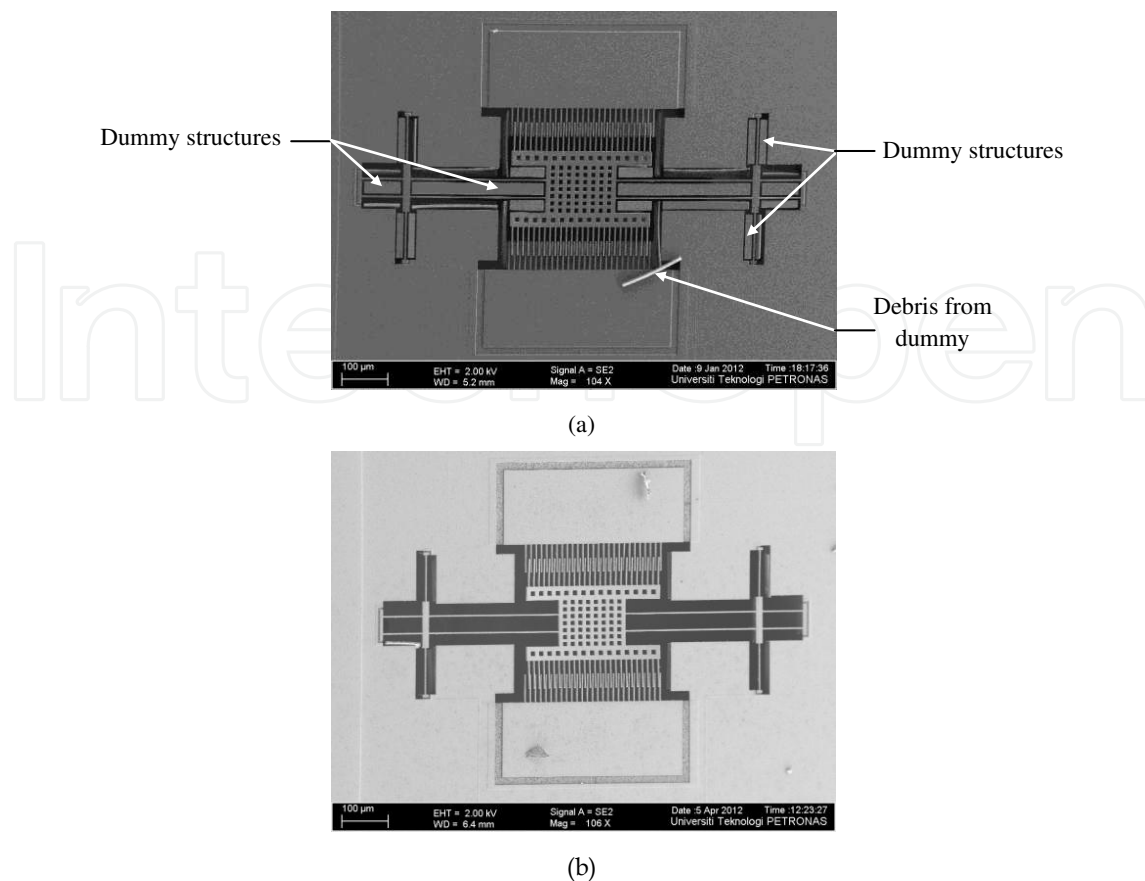 Dummy structures
Dummy structures
Debris from
dummy
100 µm
EHT = 2.00 kV
WD = 5.2 mm
Signal A = SE2
Mag = 104 X
Date :9 Jan 2012 Time :18:17:36
Universiti Teknologi PETRONAS
(a)
100 µm
EHT = 2.00 kV
WD = 6.4 mm
Signal A = SE2
Mag = 106 X
Date :5 Apr 2012 Time :12:23:27
Universiti Teknologi PETRONAS
(b)
IntechOpen